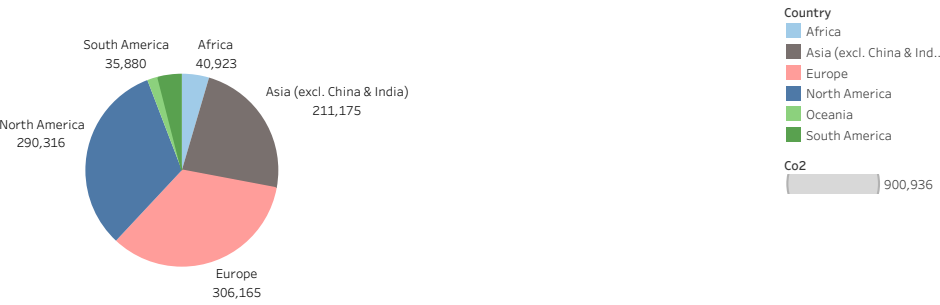 South America
35,880
Africa
40,923
Asia (excl. China & India)
211,175
North America
290,316
Europe
306,165
Country
Africa
Asia (excl. China & Ind..
Europe
North America
Oceania
South America
Co2
900,936